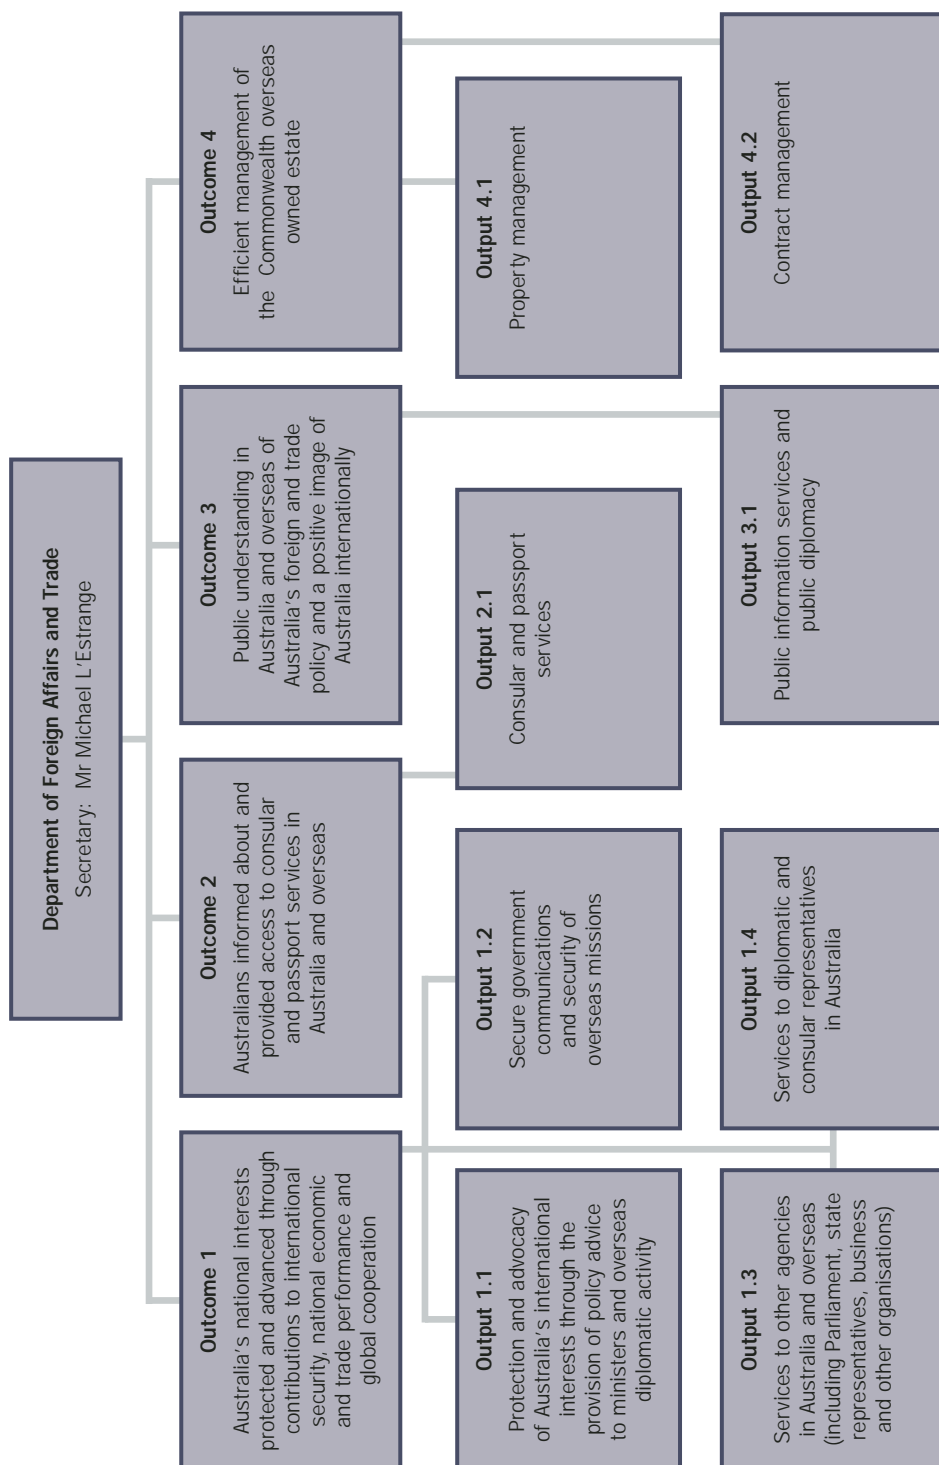 Department of Foreign Affairs and Trade
Secretary: Mr Michael L'Estrange
Outcome 1
Australia's national interests
protected and advanced through
contributions to international
security, national economic
and trade performance and
global cooperation
Outcome 2
Australians informed about and
provided access to consular
and passport services in
Australia and overseas
Outcome 3
Public understanding in
Australia and overseas of
Australia's foreign and trade
policy and a positive image of
Australia internationally
Outcome 4
Efficient management of
the Commonwealth overseas
owned estate
Output 1.1
Protection and advocacy
of Australia's international
interests through the
provision of policy advice
to ministers and overseas
diplomatic activity
Output 1.2
Secure government
communications
and security of
overseas missions
Output 2.1
Consular and passport
services
Output 4.1
Property management
Output 1.3
Services to other agencies
in Australia and overseas
(including Parliament, state
representatives, business
and other organisations)
Output 1.4
Services to diplomatic and
consular representatives
in Australia
Output 3.1
Public information services and
public diplomacy
Output 4.2
Contract management